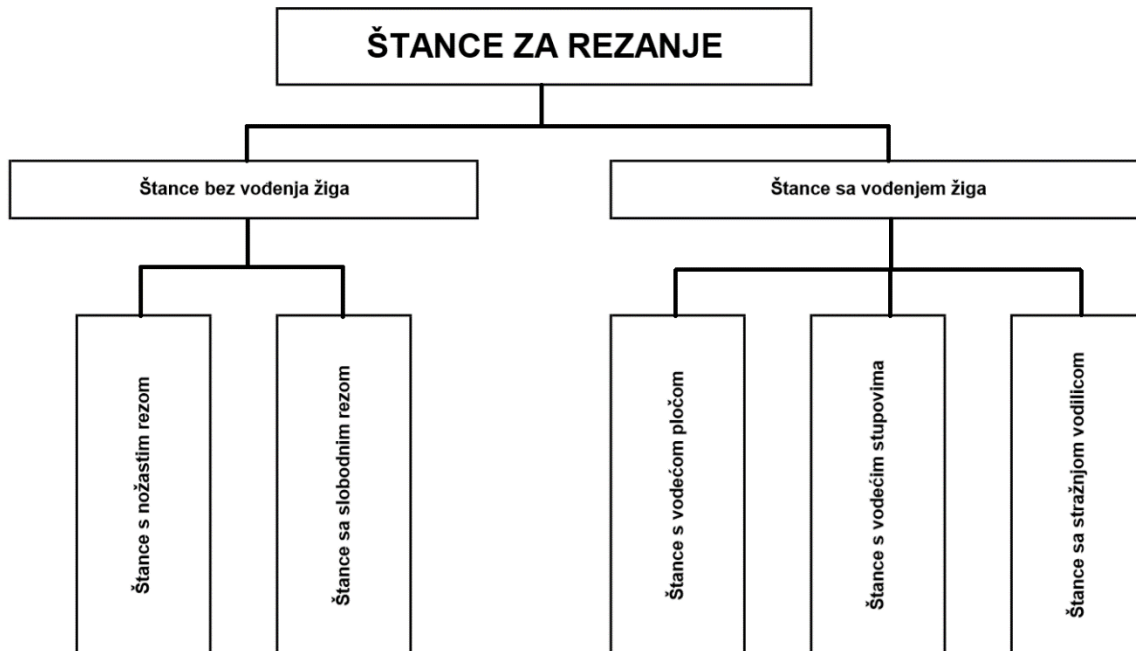 ŠTANCE ZA REZANJE
Štance bez vođenja žiga
Štance sa vođenjem žiga
Štance s nožastim rezom
Štance sa slobodnim rezom
Štance s vodećom pločom
Štance s vodećim stupovima
Štance sa stražnjom vodilicom